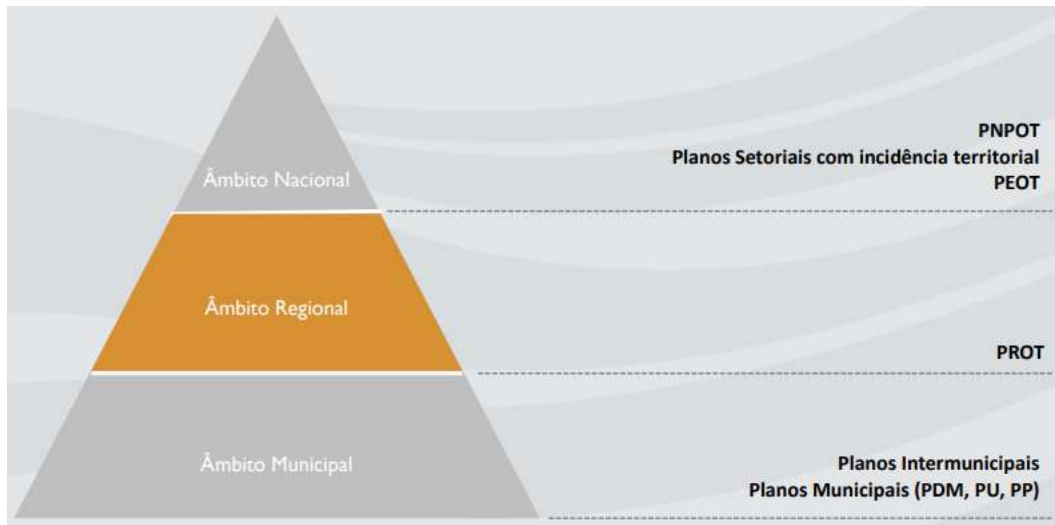 PNPOT
Planos Setoriais com incidência territorial
PEOT
Âmbito Nacional
Âmbito Regional
PROT
Âmbito Municipal
Planos Intermunicipais
Planos Municipais (PDM, PU, PP)